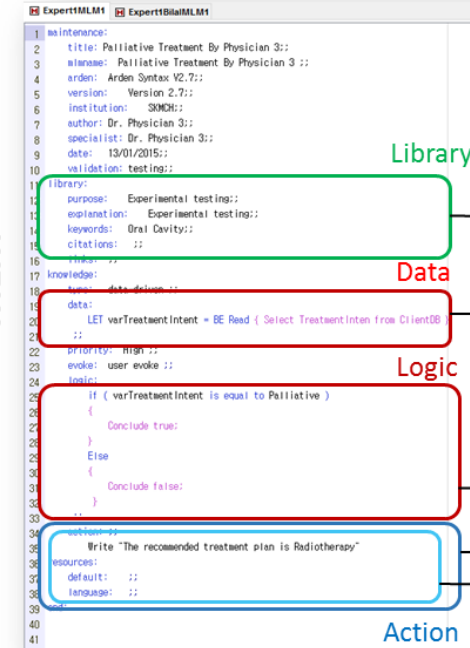 Expert1MLM1 Expert1BilalMLM1
1 maintenance:
2 title: Palliative Treatment By Physician 3;;
3 mlmname: Palliative Treatment By Physician 3 ;;
4 arden: Arden Syntax V2.7;;
5 version: Version 2.7;;
6 institution: SKMCH;;
7 author: Dr. Physician 3;;
8 specialist: Dr. Physician 3;;
9 date: 13/01/2015;;
10 validation: testing;;
Library
11 library:
12 purpose: Experimental testing;;
13 explanation: Experimental testing;;
14 keywords: Oral Cavity;;
15 citations: ;;
16 links: ;;
17 knowledge:
Data
18 type: data-driven ;;
19 data:
20 LET varTreatmentIntent = BE Read { Select TreatmentInten from ClientDB }
21 ;;
22 priority: High ;;
23 evoke: user evoke ;;
Logic
24 logic:
25 if ( varTreatmentIntent is equal to Palliative )
26 {
27 Conclude true;
28 }
29 Else
30 {
31 Conclude false;
32 }
33 ;;
34 action: ;;
35 Write "The recommended treatment plan is Radiotherapy"
36 resources:
37 default: ;;
38 language: ;;
39 end:
40
41
Action